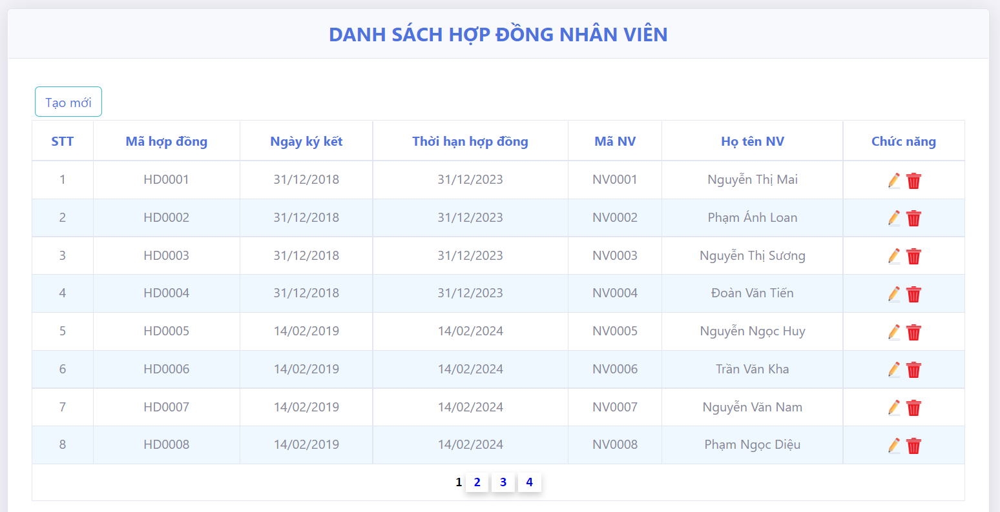 DANH SÁCH HỢP ĐỒNG NHÂN VIÊN
Tạo mới
STT Mã hợp đồng Ngày ký kết Thời hạn hợp đồng Mã NV Họ tên NV Chức năng
1 HD0001 31/12/2018 31/12/2023 NV0001 Nguyễn Thị Mai
2 HD0002 31/12/2018 31/12/2023 NV0002 Phạm Ánh Loan
3 HD0003 31/12/2018 31/12/2023 NV0003 Nguyễn Thị Sương
4 HD0004 31/12/2018 31/12/2023 NV0004 Đoàn Văn Tiến
5 HD0005 14/02/2019 14/02/2024 NV0005 Nguyễn Ngọc Huy
6 HD0006 14/02/2019 14/02/2024 NV0006 Trần Văn Kha
7 HD0007 14/02/2019 14/02/2024 NV0007 Nguyễn Văn Nam
8 HD0008 14/02/2019 14/02/2024 NV0008 Phạm Ngọc Diệu
1 2 3 4